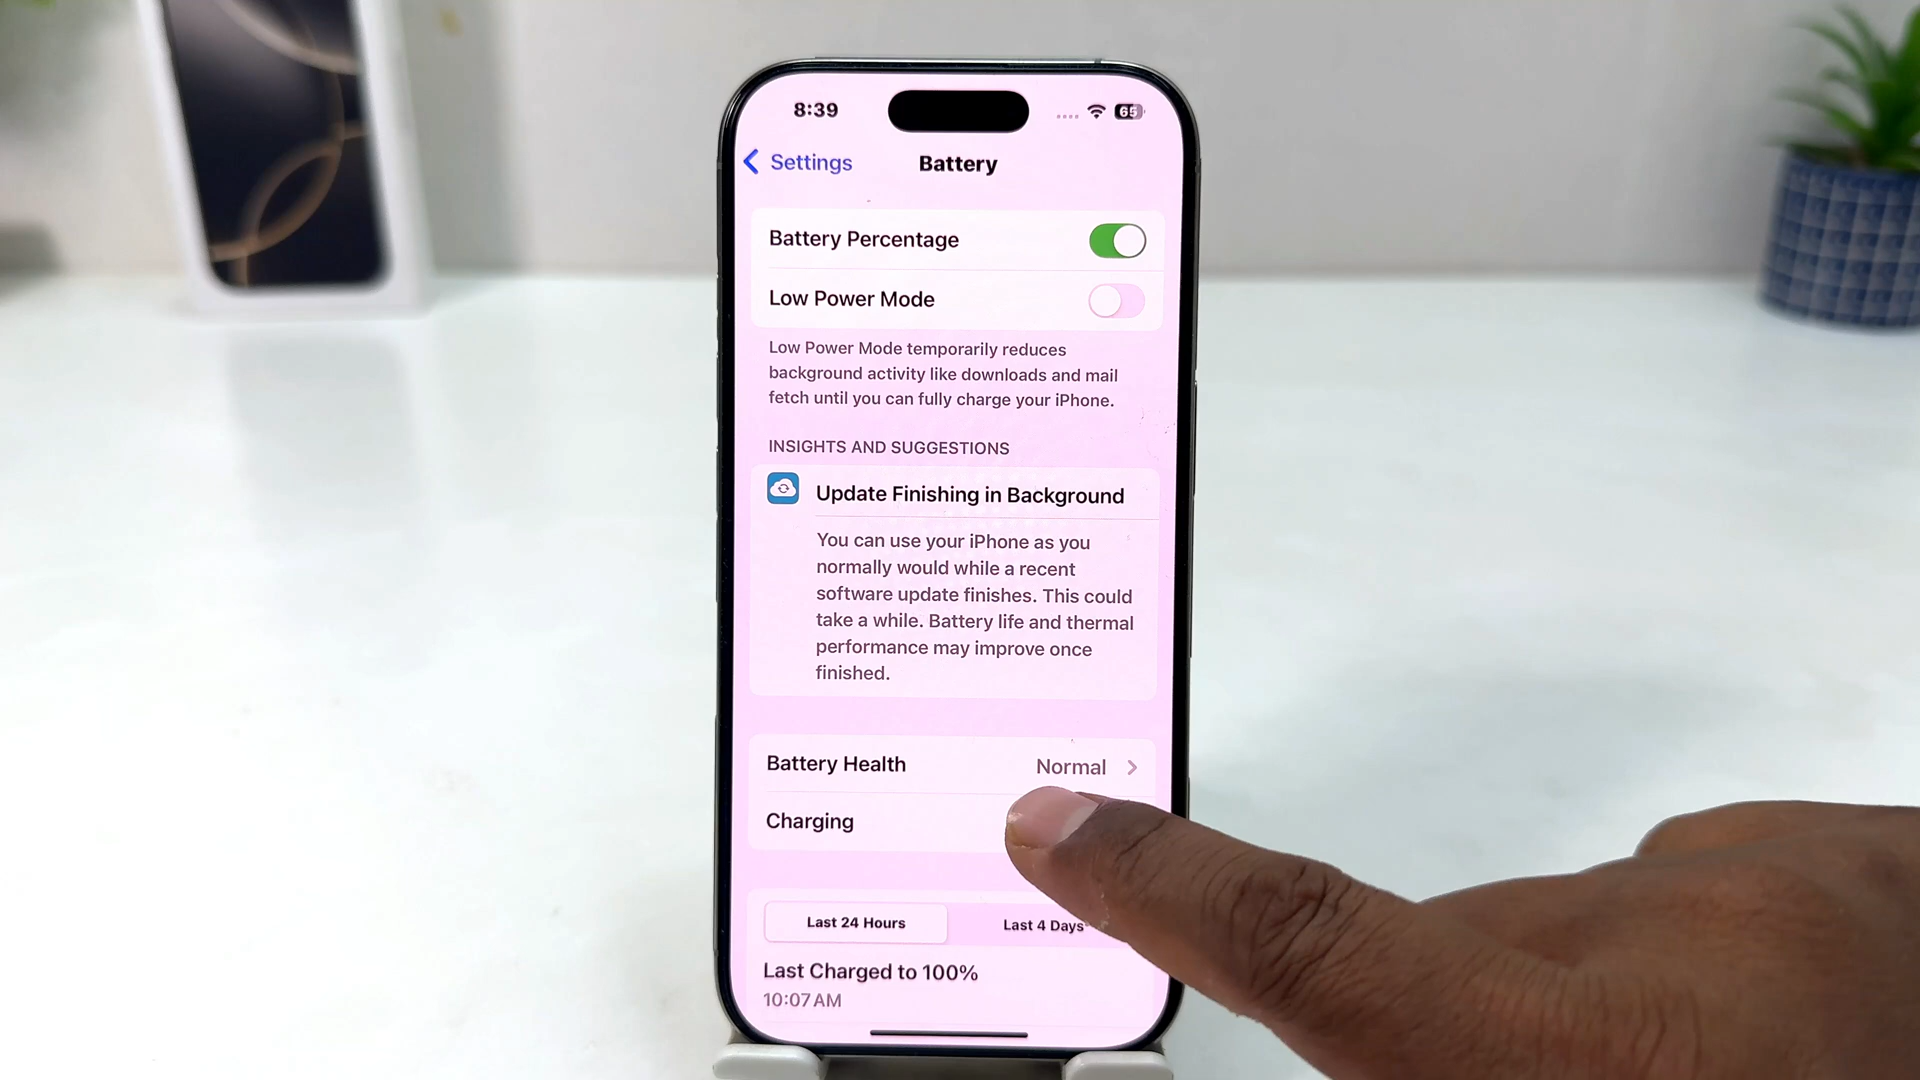 8:39
65
Settings
Battery
Battery Percentage
Low Power Mode
Low Power Mode temporarily reduces
background activity like downloads and mail
fetch until you can fully charge your iPhone.
INSIGHTS AND SUGGESTIONS
Update Finishing in Background
You can use your iPhone as you
normally would while a recent
software update finishes. This could
take a while. Battery life and thermal
performance may improve once
finished.
Battery Health
Normal
Charging
Last 24 Hours
Last 4 Days
Last Charged to 100%
10:07 AM